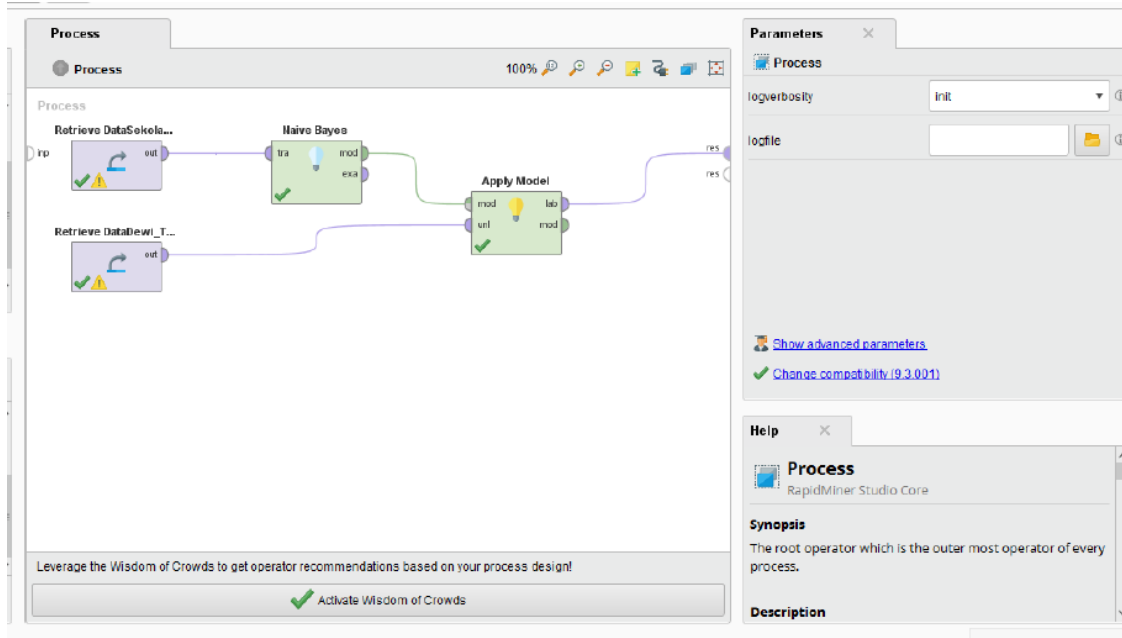 Process
Process
100%
Process
Retrieve DataSekola...
inp
out
Naive Bayes
tra
mod
exa
Apply Model
mod
lab
unl
mod
res
res
Retrieve DataDewi_T...
out
Leverage the Wisdom of Crowds to get operator recommendations based on your process design!
Activate Wisdom of Crowds
Parameters
Process
logverbosity
init
logfile
Show advanced parameters
Change compatibility (9.3.001)
Help
Process
RapidMiner Studio Core
Synopsis
The root operator which is the outer most operator of every
process.
Description